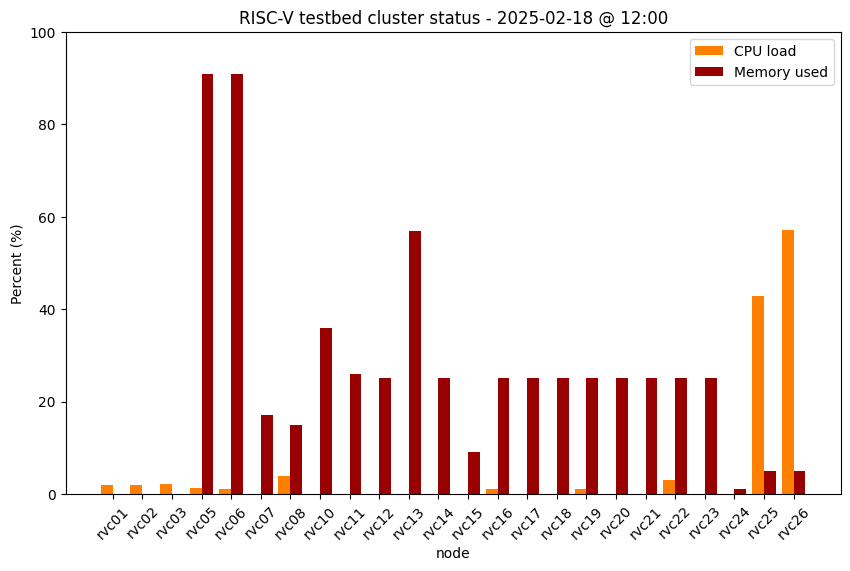 RISC-V testbed cluster status - 2025-02-18 @ 12:00
CPU load
Memory used
Percent (%)
100
80
60
40
20
0
rvc01
rvc02
rvc03
rvc05
rvc06
rvc07
rvc08
rvc10
rvc11
rvc12
rvc13
rvc14
rvc15
rvc16
rvc17
rvc18
rvc19
rvc20
rvc21
rvc22
rvc23
rvc24
rvc25
rvc26
node